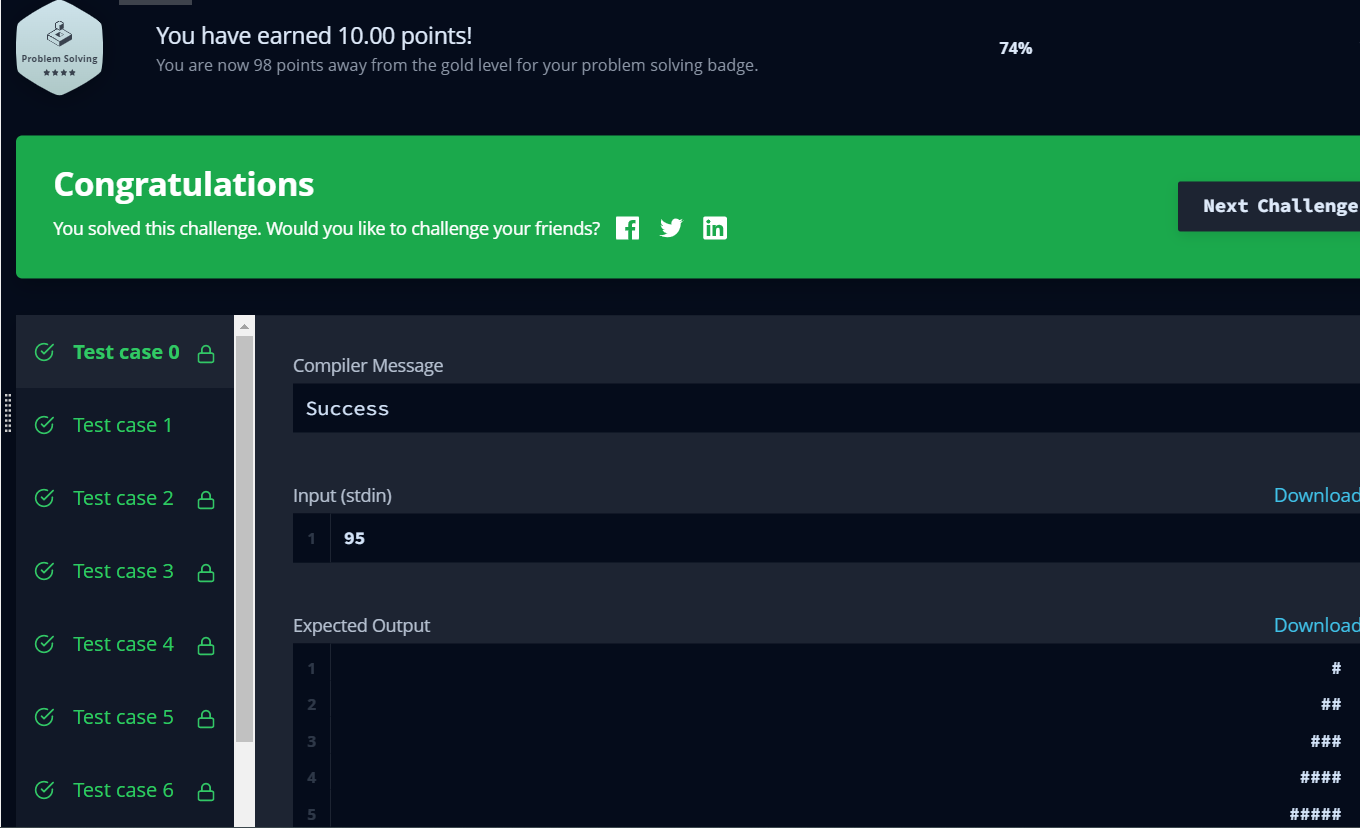 Problem Solving
You have earned 10.00 points!
You are now 98 points away from the gold level for your problem solving badge.
74%
Congratulations
You solved this challenge. Would you like to challenge your friends?
Next Challenge
Test case 0
Test case 1
Test case 2
Test case 3
Test case 4
Test case 5
Test case 6
Compiler Message
Success
Input (stdin)
Download
1 95
Expected Output
Download
1 #
2 ##
3 ###
4 ####
5 #####